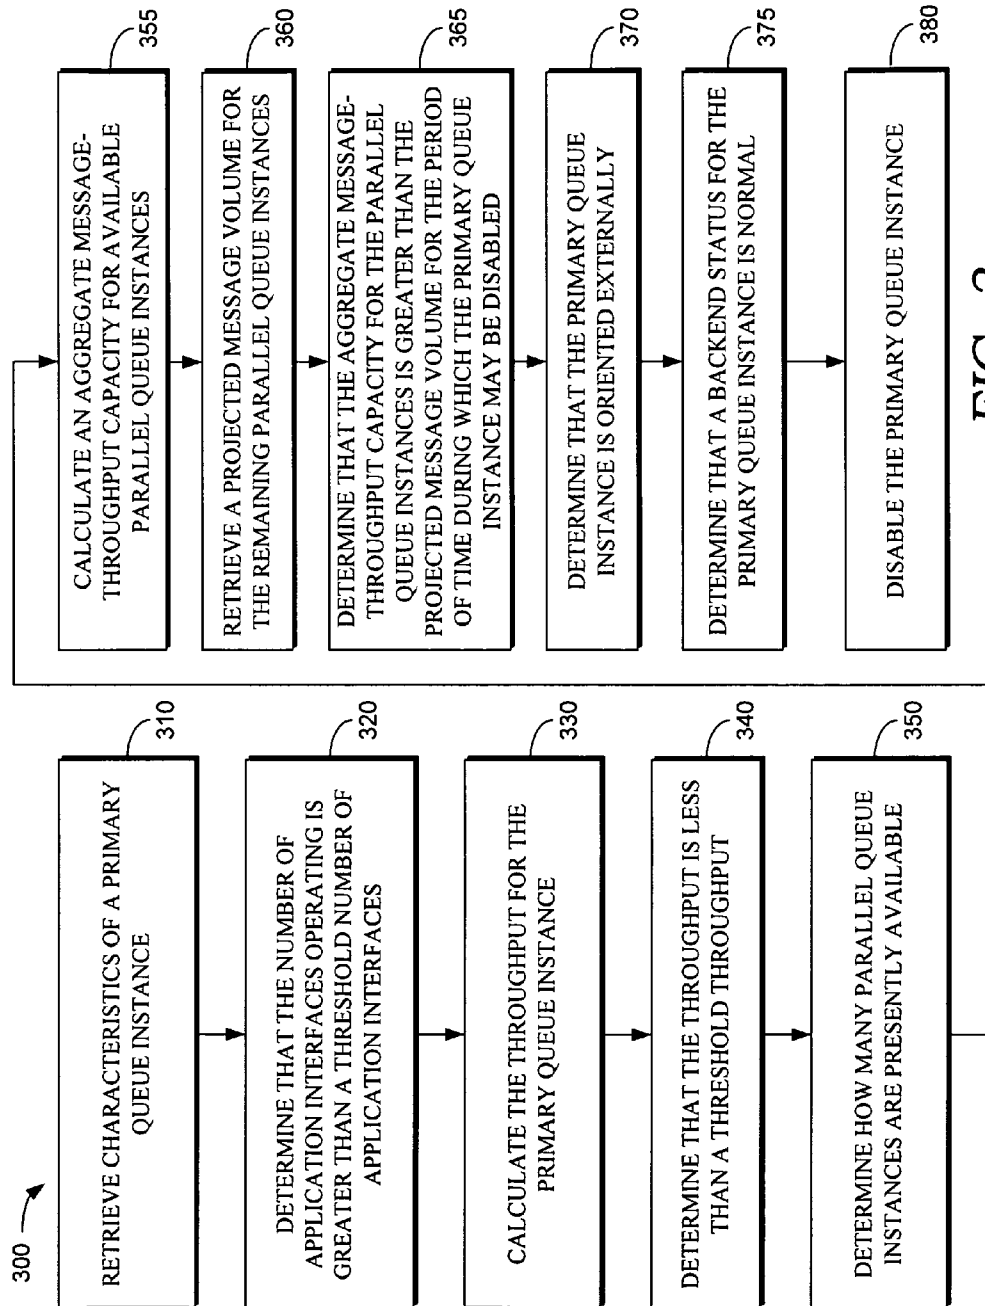 300
RETRIEVE CHARACTERISTICS OF A PRIMARY
QUEUE INSTANCE
310
DETERMINE THAT THE NUMBER OF
APPLICATION INTERFACES OPERATING IS
GREATER THAN A THRESHOLD NUMBER OF
APPLICATION INTERFACES
320
CALCULATE THE THROUGHPUT FOR THE
PRIMARY QUEUE INSTANCE
330
DETERMINE THAT THE THROUGHPUT IS LESS
THAN A THRESHOLD THROUGHPUT
340
DETERMINE HOW MANY PARALLEL QUEUE
INSTANCES ARE PRESENTLY AVAILABLE
350
CALCULATE AN AGGREGATE MESSAGE-
THROUGHPUT CAPACITY FOR AVAILABLE
PARALLEL QUEUE INSTANCES
355
RETRIEVE A PROJECTED MESSAGE VOLUME FOR
THE REMAINING PARALLEL QUEUE INSTANCES
360
DETERMINE THAT THE AGGREGATE MESSAGE-
THROUGHPUT CAPACITY FOR THE PARALLEL
QUEUE INSTANCES IS GREATER THAN THE
PROJECTED MESSAGE VOLUME FOR THE PERIOD
OF TIME DURING WHICH THE PRIMARY QUEUE
INSTANCE MAY BE DISABLED
365
DETERMINE THAT THE PRIMARY QUEUE
INSTANCE IS ORIENTED EXTERNALLY
370
DETERMINE THAT A BACKEND STATUS FOR THE
PRIMARY QUEUE INSTANCE IS NORMAL
375
DISABLE THE PRIMARY QUEUE INSTANCE
380